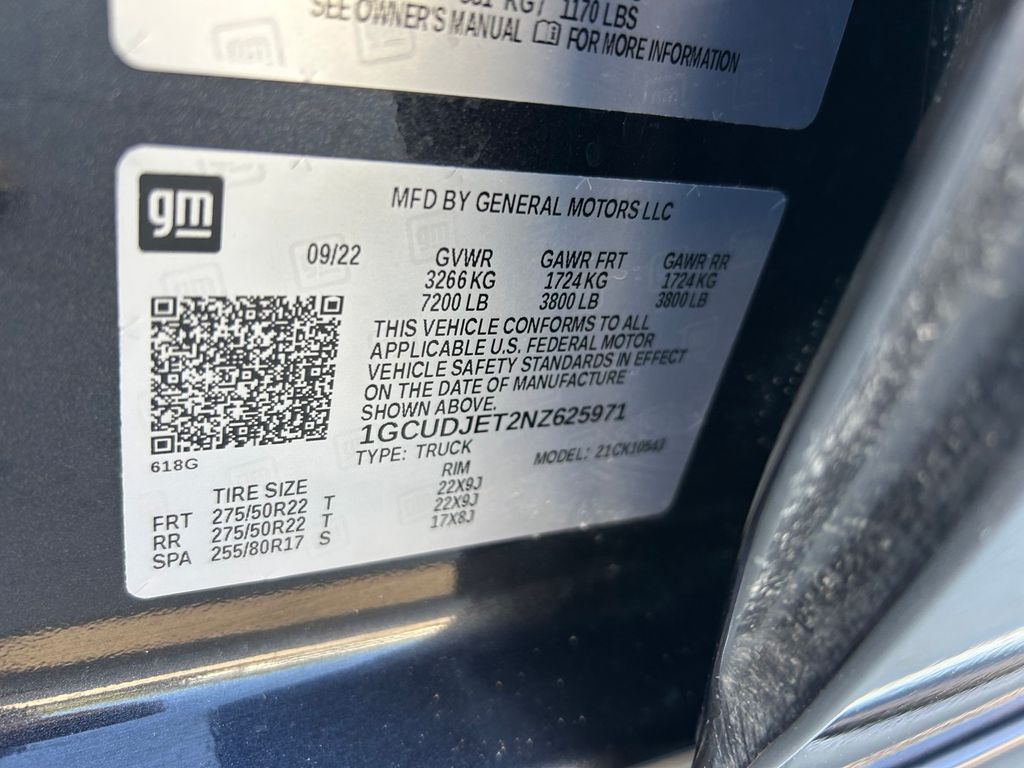 KG / 1170 LBS
SEE OWNER'S MANUAL FOR MORE INFORMATION
gm
MFD BY GENERAL MOTORS LLC
09/22 GVWR GAWR FRT GAWR RR
3266 KG 1724 KG 1724 KG
7200 LB 3800 LB 3800 LB
THIS VEHICLE CONFORMS TO ALL
APPLICABLE U.S. FEDERAL MOTOR
VEHICLE SAFETY STANDARDS IN EFFECT
ON THE DATE OF MANUFACTURE
SHOWN ABOVE.
1GCUDJET2NZ625971
TYPE: TRUCK MODEL: 21CK10543
618G
TIRE SIZE RIM
FRT 275/50R22 T 22X9J
RR 275/50R22 T 22X9J
SPA 255/80R17 S 17X8J